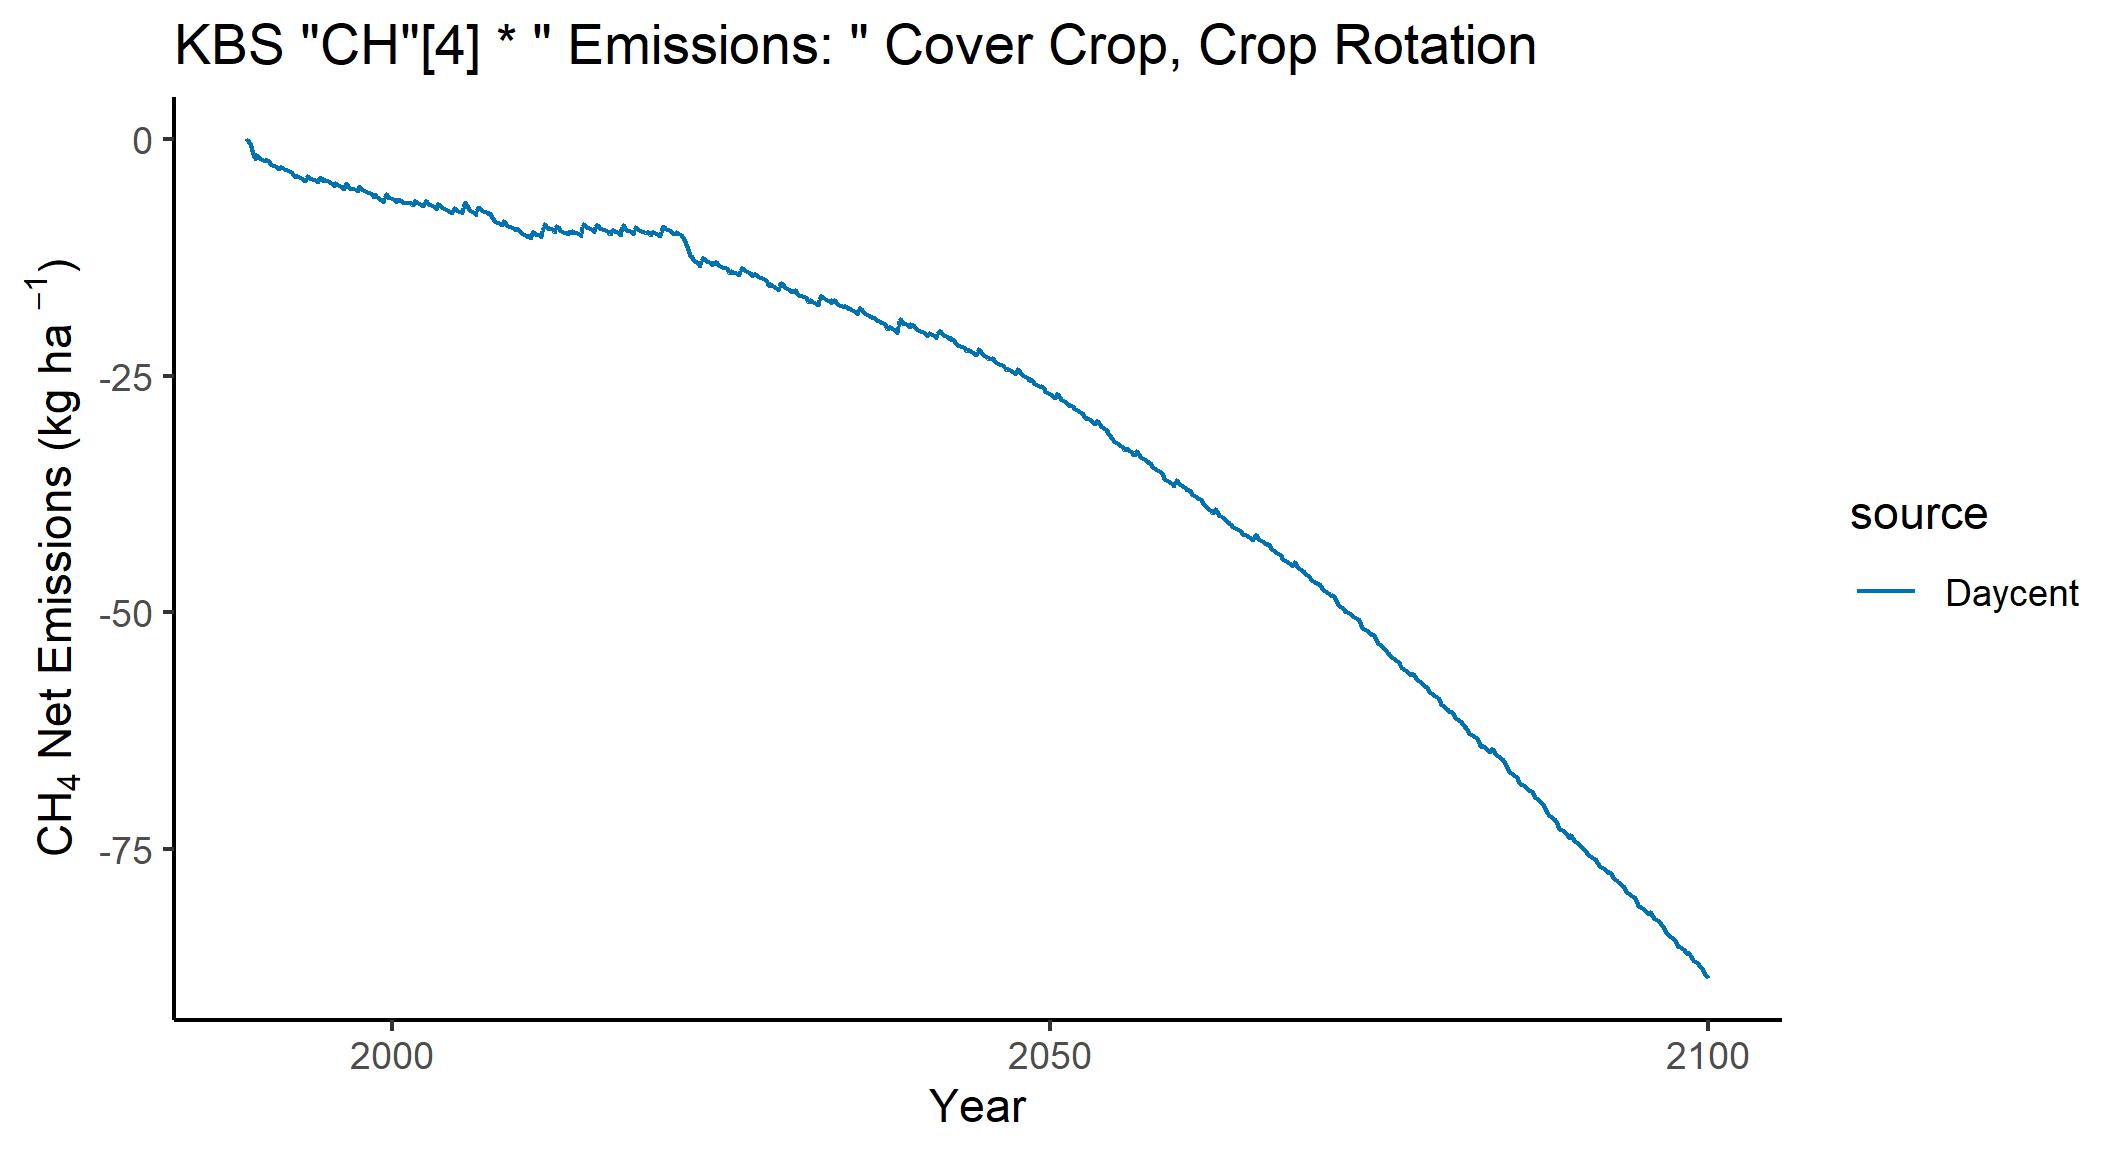 KBS "CH"[4] * " Emissions: " Cover Crop, Crop Rotation
CH₄ Net Emissions (kg ha ⁻¹)
0
-25
-50
-75
2000 2050 2100
Year
source
Daycent